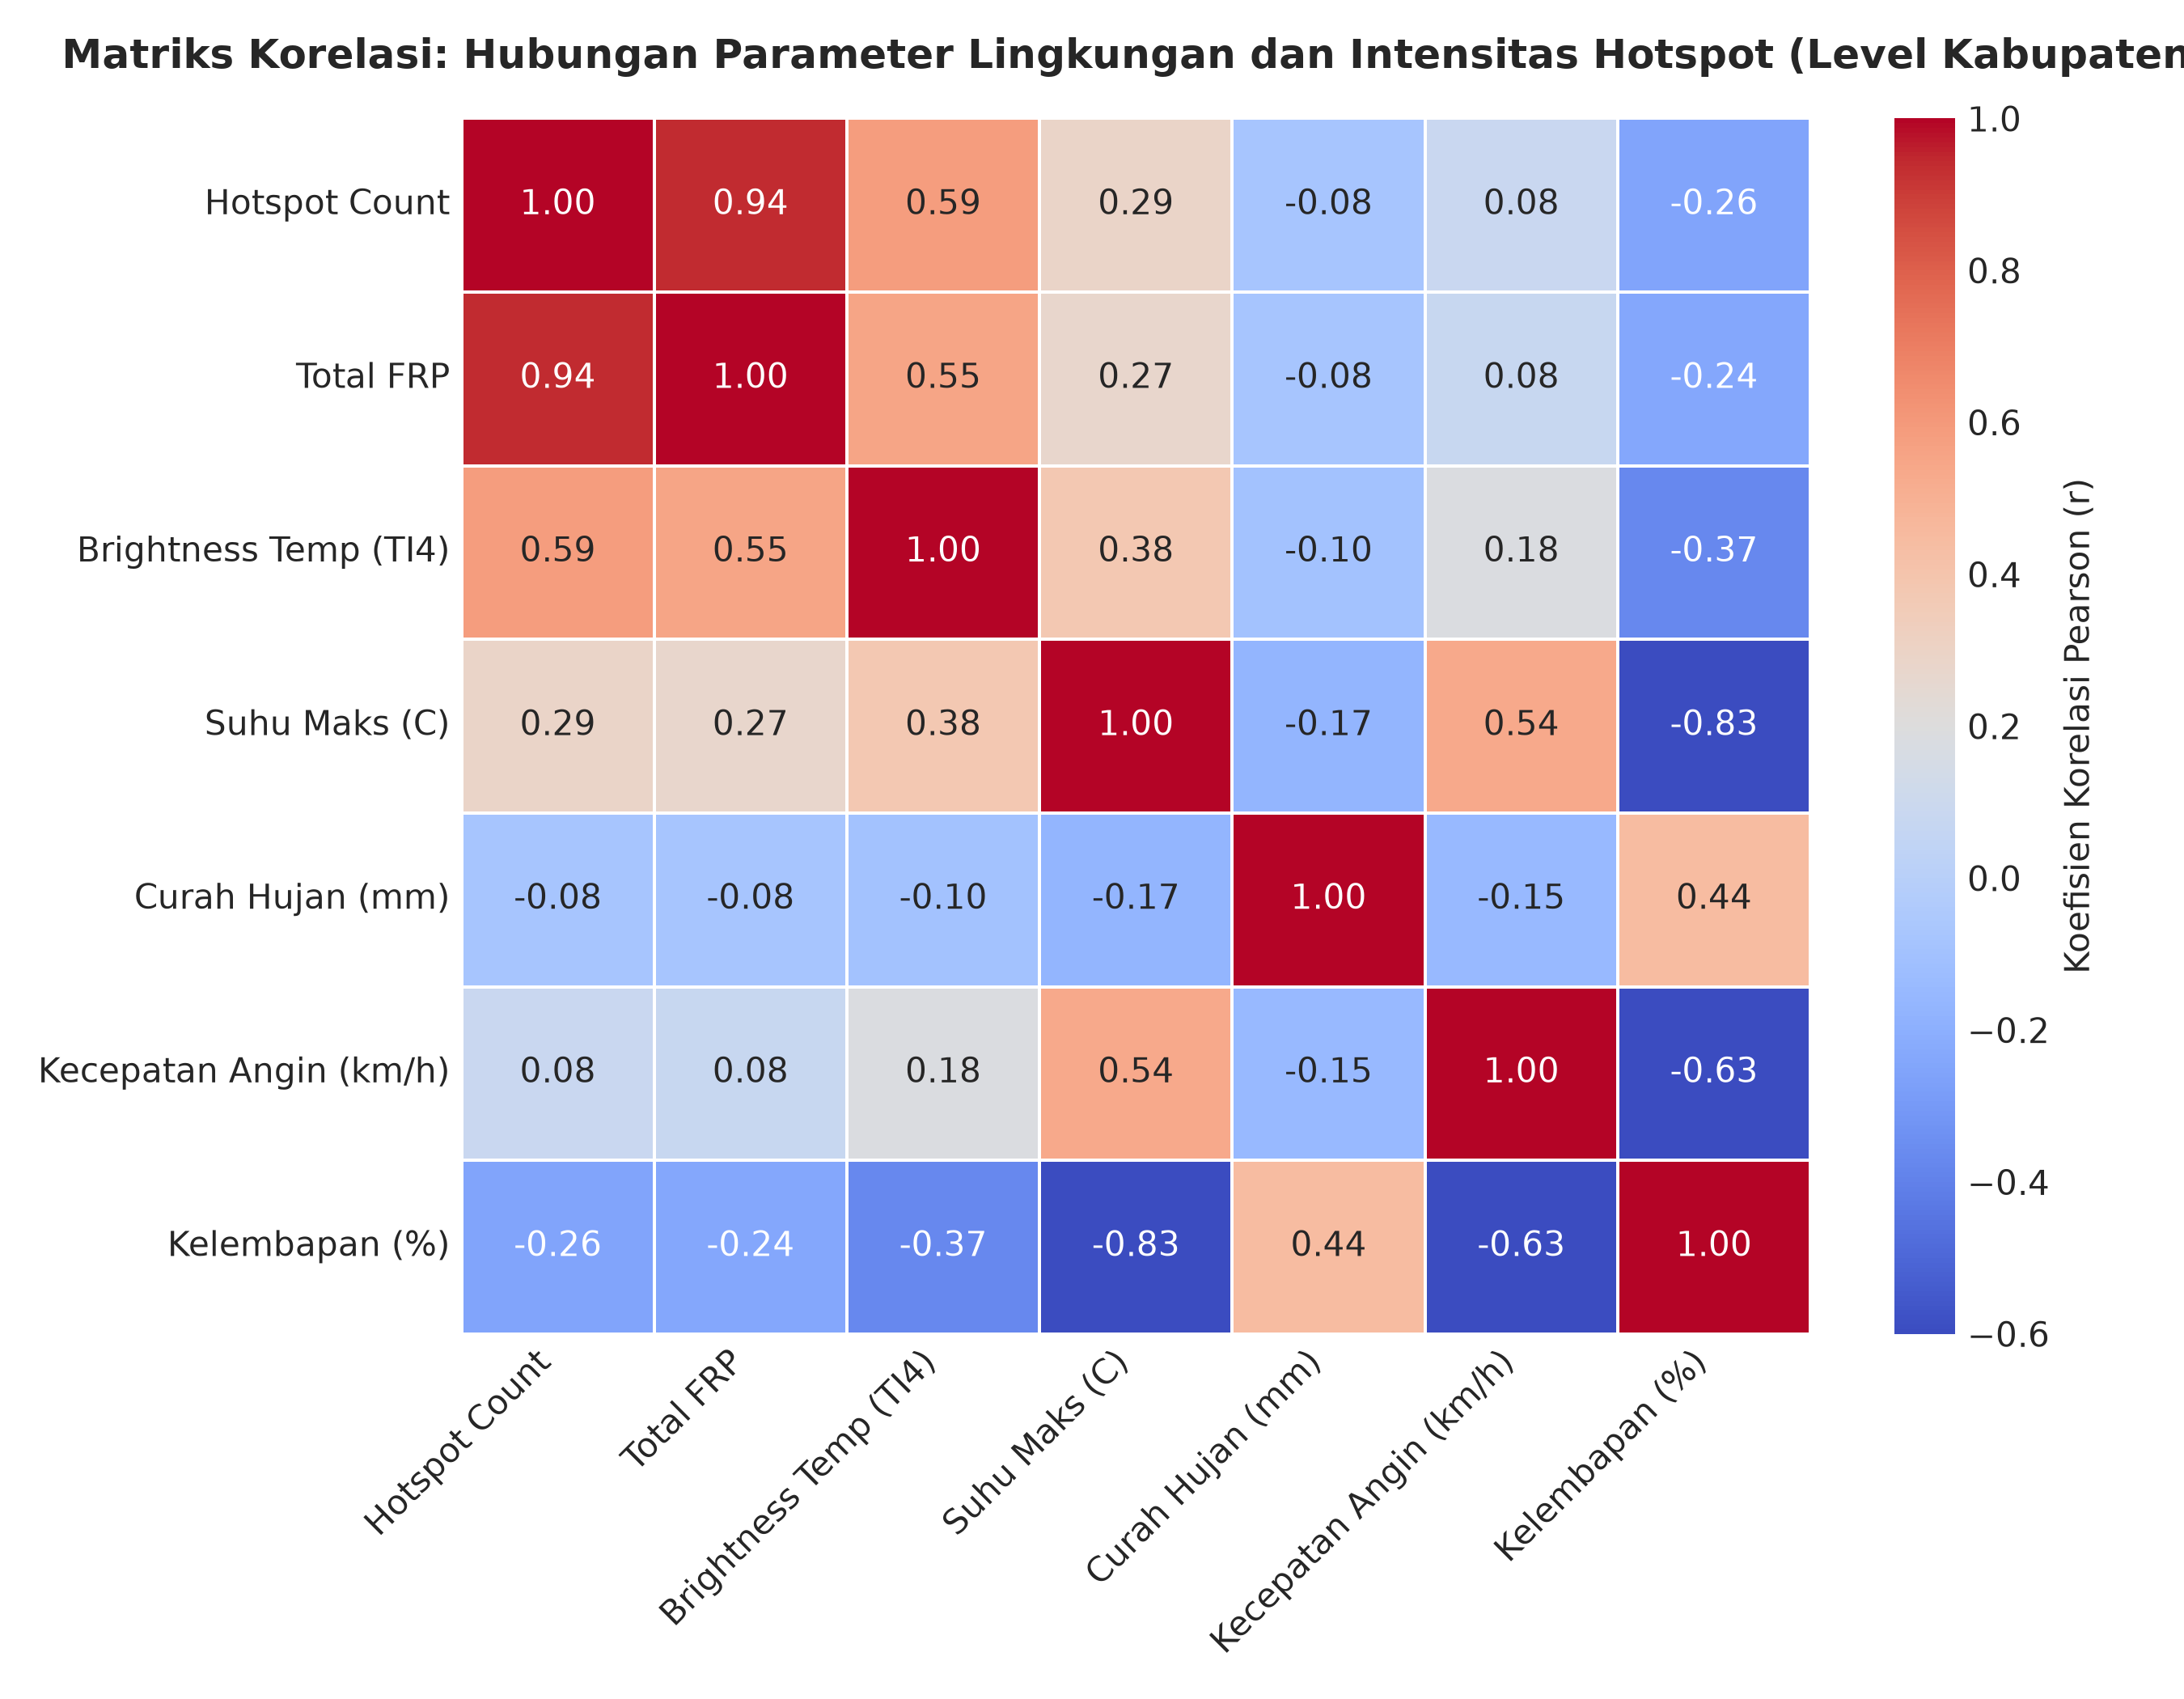 Matriks Korelasi: Hubungan Parameter Lingkungan dan Intensitas Hotspot (Level Kabupaten
Hotspot Count 1.00 0.94 0.59 0.29 -0.08 0.08 -0.26
Total FRP 0.94 1.00 0.55 0.27 -0.08 0.08 -0.24
Brightness Temp (TI4) 0.59 0.55 1.00 0.38 -0.10 0.18 -0.37
Suhu Maks (C) 0.29 0.27 0.38 1.00 -0.17 0.54 -0.83
Curah Hujan (mm) -0.08 -0.08 -0.10 -0.17 1.00 -0.15 0.44
Kecepatan Angin (km/h) 0.08 0.08 0.18 0.54 -0.15 1.00 -0.63
Kelembapan (%) -0.26 -0.24 -0.37 -0.83 0.44 -0.63 1.00
Hotspot Count
Total FRP
Brightness Temp (TI4)
Suhu Maks (C)
Curah Hujan (mm)
Kecepatan Angin (km/h)
Kelembapan (%)
1.0
0.8
0.6
0.4
0.2
0.0
−0.2
−0.4
−0.6
Koefisien Korelasi Pearson (r)